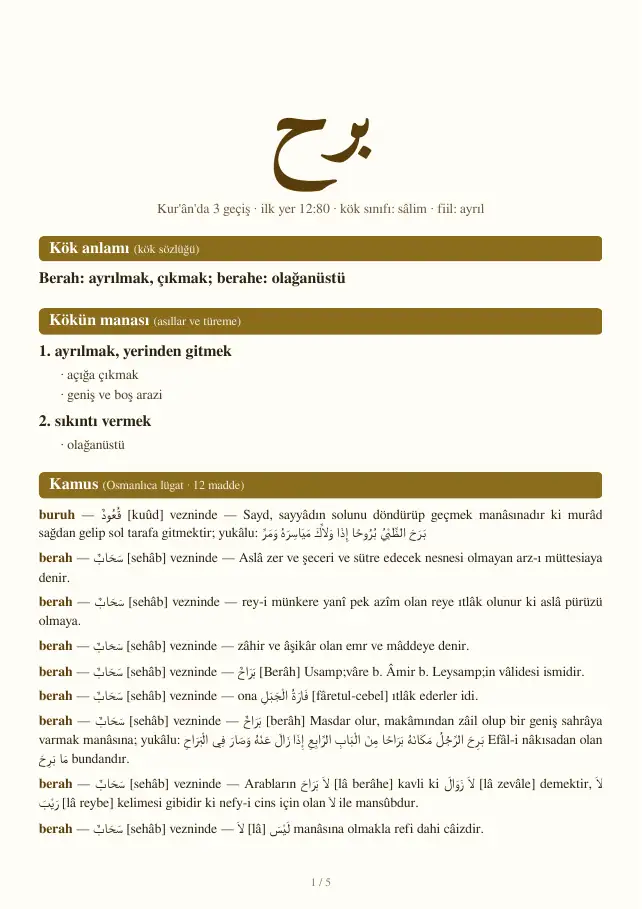 برح
Kur'ân'da 3 geçiş · ilk yer 12:80 · kök sınıfı: sâlim · fiil: ayrıl
Kök anlamı (kök sözlüğü)
Berah: ayrılmak, çıkmak; berahe: olağanüstü
Kökün manası (asıllar ve türeme)
1. ayrılmak, yerinden gitmek
· açığa çıkmak
· geniş ve boş arazi
2. sıkıntı vermek
· olağanüstü
Kamus (Osmanlıca lügat · 12 madde)
buruh — قُعُودٌ [kuûd] vezninde — Sayd, sayyâdın solunu döndürüp geçmek manâsınadır ki murâd
sağdan gelip sol tarafa gitmektir; yukâlu: بَرَحَ الظَّبْيُ بُرُوحًا إِذَا وَلاَّكَ مَيَاسِرَهُ وَمَرَّ
berah — سَحَابٌ [sehâb] vezninde — Aslâ zer ve şeceri ve sütre edecek nesnesi olmayan arz-ı müttesiaya
denir.
berah — سَحَابٌ [sehâb] vezninde — rey-i münkere yanî pek azîm olan reye ıtlâk olunur ki aslâ pürüzü
olmaya.
berah — سَحَابٌ [sehâb] vezninde — zâhir ve âşikâr olan emr ve mâddeye denir.
berah — سَحَابٌ [sehâb] vezninde — بَرَاحٌ [Berâh] Usamp;vâre b. Âmir b. Leysamp;in vâlidesi ismidir.
berah — سَحَابٌ [sehâb] vezninde — ona فَارَةُ الْجَبَلِ [fâretul-cebel] ıtlâk ederler idi.
berah — سَحَابٌ [sehâb] vezninde — بَرَاحٌ [berâh] Masdar olur, makâmından zâil olup bir geniş sahrâya
varmak manâsına; yukâlu: بَرِحَ الرَّجُلُ مَكَانَهُ بَرَاحًا مِنَ الْبَابِ الرَّابِعِ إِذَا زَالَ عَنْهُ وَصَارَ فِي الْبَرَاحِ Efâl-i nâkısadan olan
مَا بَرِحَ bundandır.
berah — سَحَابٌ [sehâb] vezninde — Arabların لاَ بَرَاحَ [lâ berâhe] kavli ki لاَ زَوَالَ [lâ zevâle] demektir, لاَ
رَيْبَ [lâ reybe] kelimesi gibidir ki nefy-i cins için olan لاَ ile mansûbdur.
berah — سَحَابٌ [sehâb] vezninde — لاَ [lâ] لَيْسَ manâsına olmakla refi dahi câizdir.
1 / 5